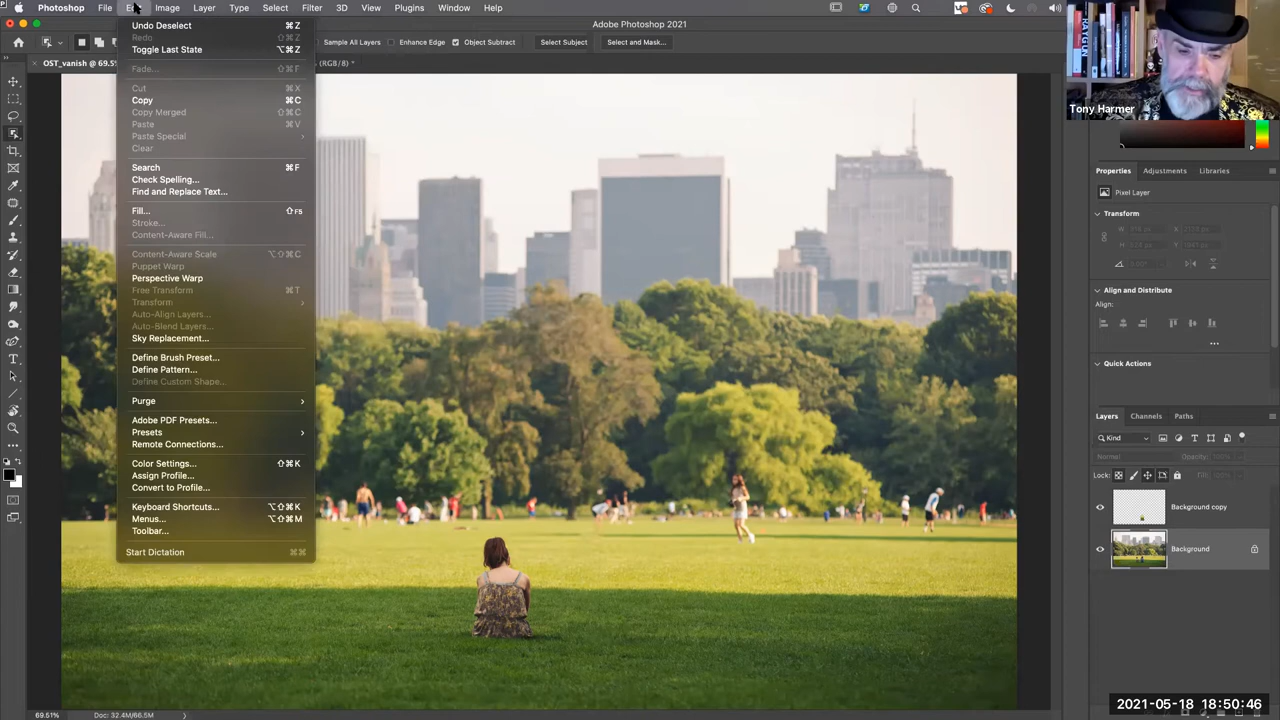 Photoshop File Edit Image Layer Type Select Filter 3D View Plugins Window Help
Adobe Photoshop 2021
Sample All Layers Enhance Edge Object Subtract Select Subject Select and Mask...
OST_vanish @ 69.5% (RGB/8) *
Undo Deselect ⌘Z
Redo ⇧⌘Z
Toggle Last State ⌥⌘Z
Fade... ⇧⌘F
Cut ⌘X
Copy ⌘C
Copy Merged ⇧⌘C
Paste ⌘V
Paste Special
Clear
Search ⌘F
Check Spelling...
Find and Replace Text...
Fill... ⇧F5
Stroke...
Content-Aware Fill...
Content-Aware Scale ⌥⇧⌘C
Puppet Warp
Perspective Warp
Free Transform ⌘T
Transform
Auto-Align Layers...
Auto-Blend Layers...
Sky Replacement...
Define Brush Preset...
Define Pattern...
Define Custom Shape...
Purge
Adobe PDF Presets...
Presets
Remote Connections...
Color Settings... ⇧⌘K
Assign Profile...
Convert to Profile...
Keyboard Shortcuts... ⌥⇧⌘K
Menus... ⌥⇧⌘M
Toolbar...
Start Dictation ⌘⌘
RAYGUN
Tony Harmer
Properties Adjustments Libraries
Pixel Layer
Transform
W X
H Y
0.00°
Align and Distribute
Align:
Quick Actions
Layers Channels Paths
Kind
Normal Opacity: 100%
Lock: Fill: 100%
Background copy
Background
69.51% Doc: 32.4M/66.5M
2021-05-18 18:50:46